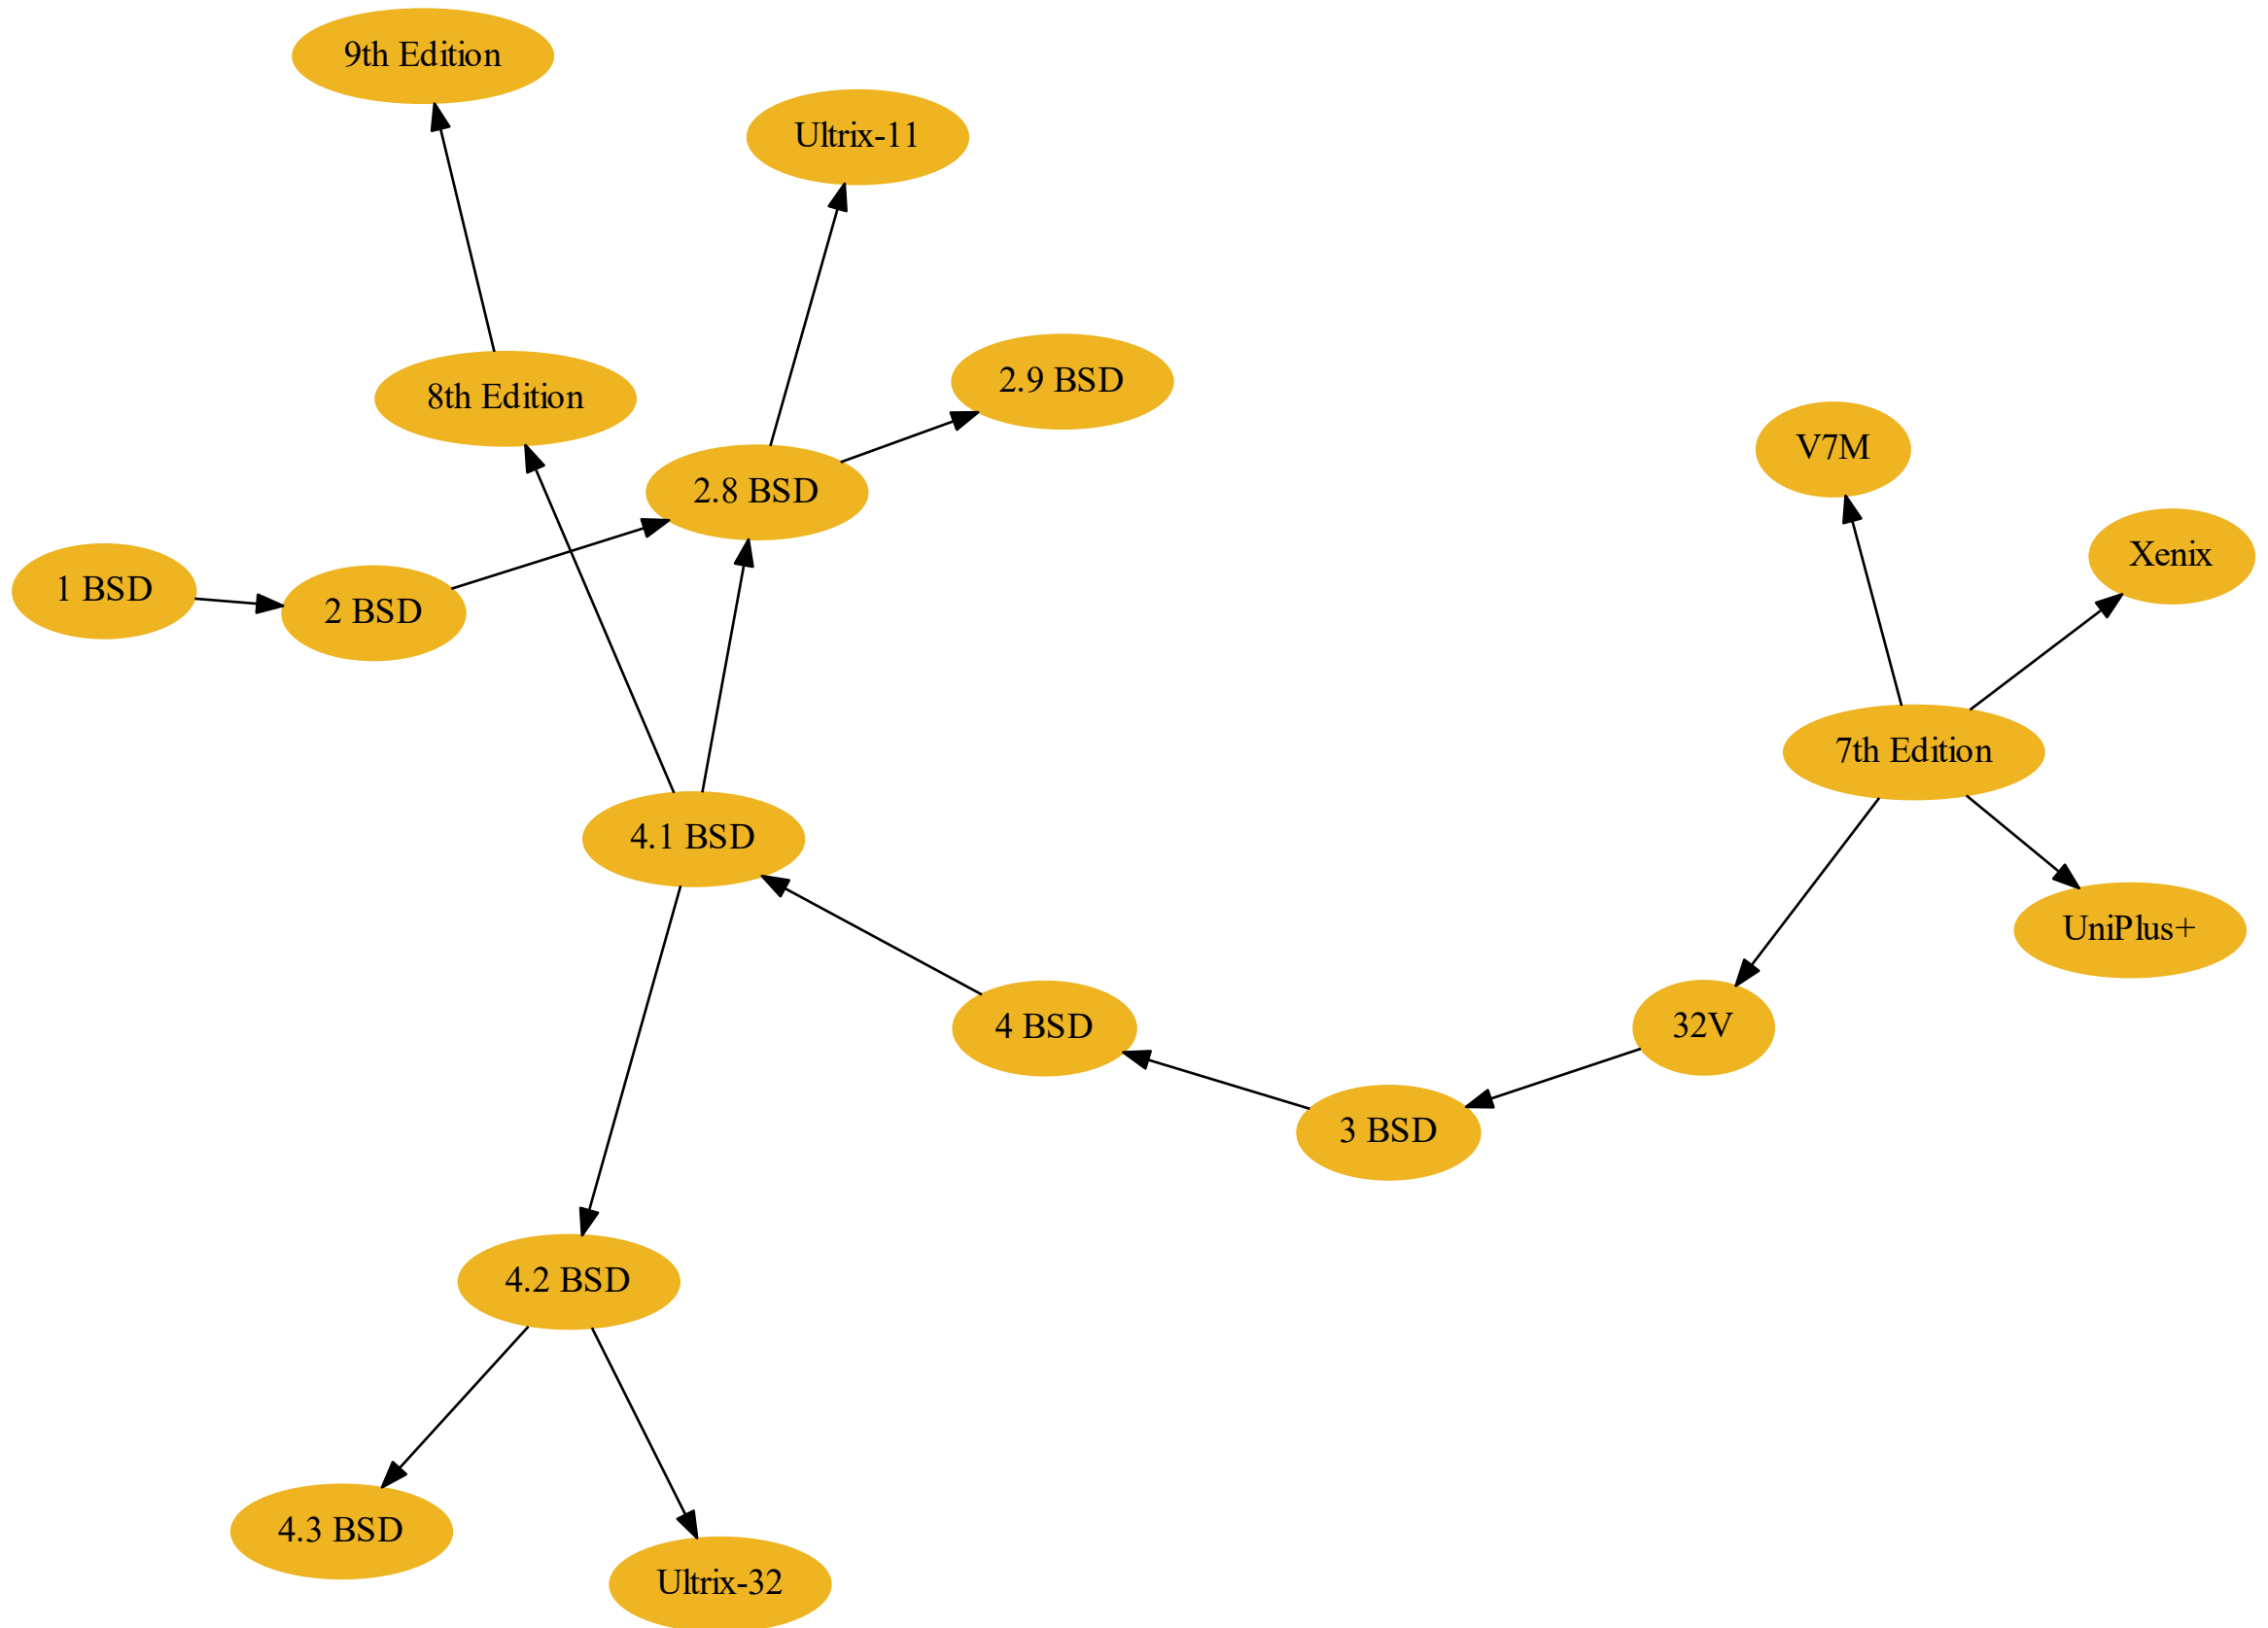 9th Edition
Ultrix-11
2.9 BSD
8th Edition
V7M
2.8 BSD
Xenix
1 BSD
2 BSD
7th Edition
4.1 BSD
UniPlus+
4 BSD
32V
3 BSD
4.2 BSD
4.3 BSD
Ultrix-32